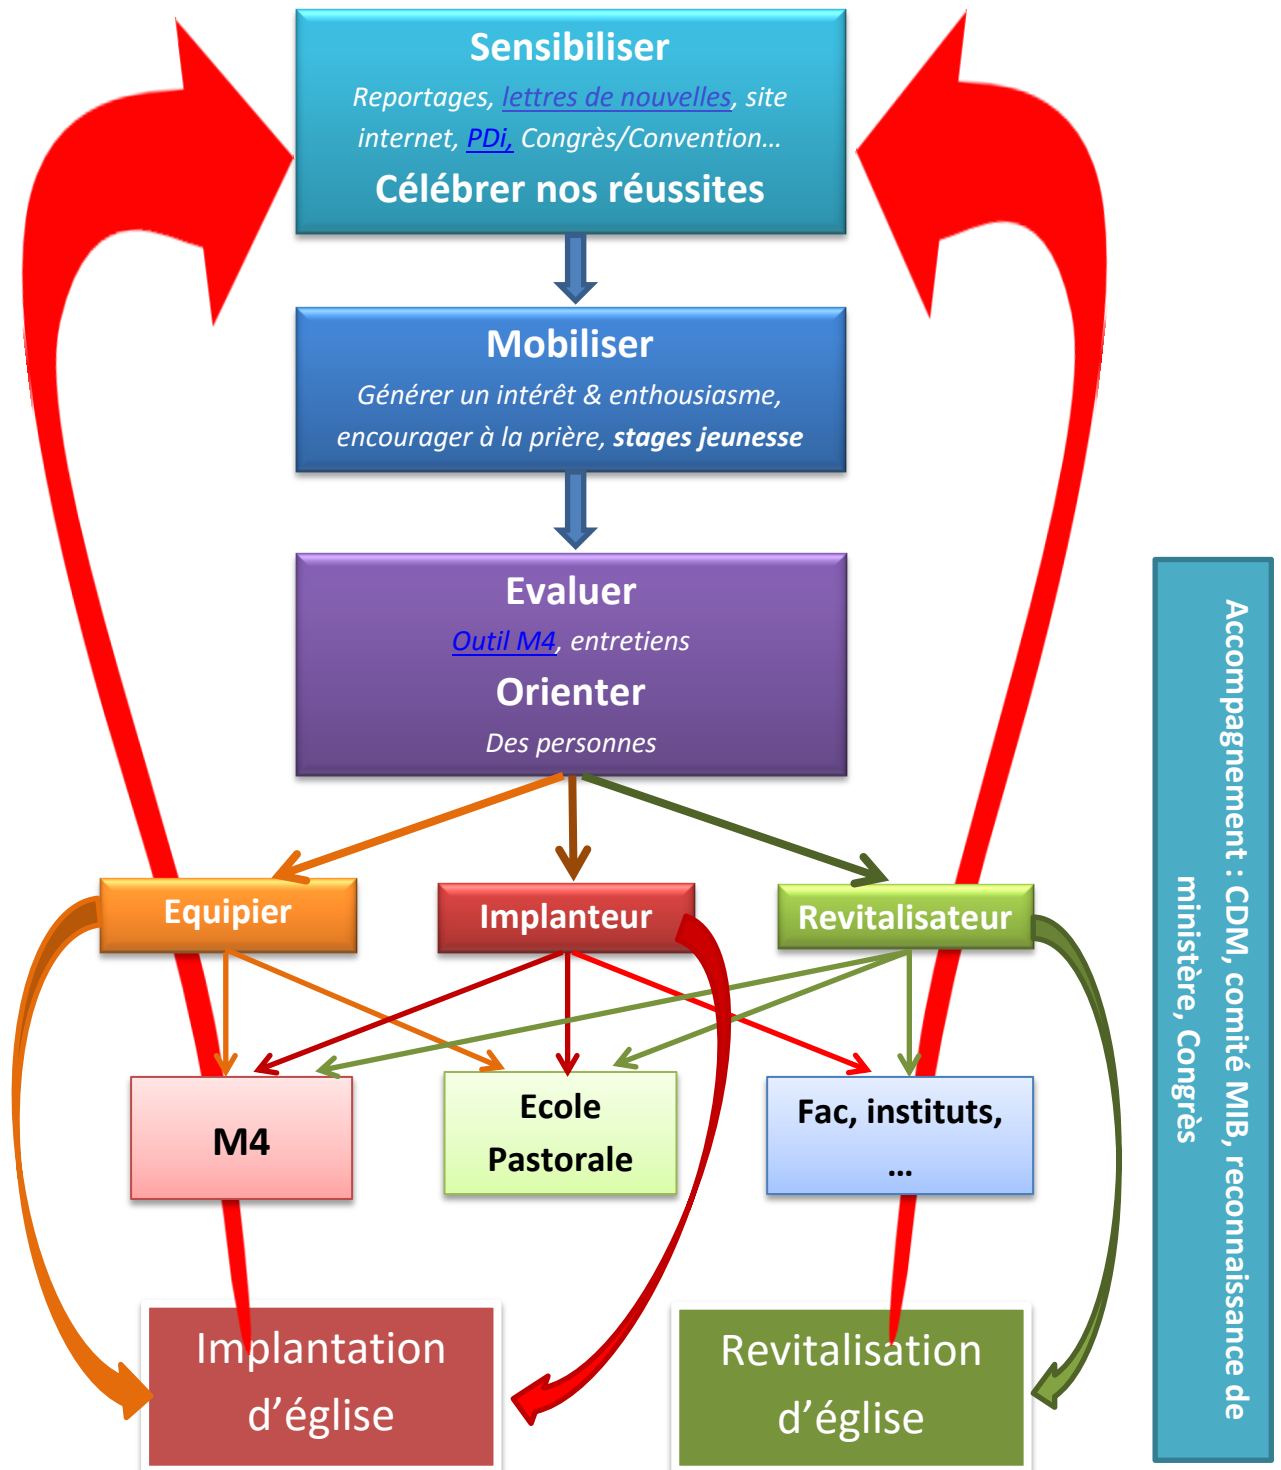 Sensibiliser
Reportages, lettres de nouvelles, site
internet, PDi, Congrès/Convention…
Célébrer nos réussites
Mobiliser
Générer un intérêt & enthousiasme,
encourager à la prière, stages jeunesse
Evaluer
Outil M4, entretiens
Orienter
Des personnes
Equipier
Implanteur
Revitalisateur
M4
Ecole
Pastorale
Fac, instituts,
…
Implantation
d’église
Revitalisation
d’église
Accompagnement : CDM, comité MIB, reconnaissance de
ministère, Congrès